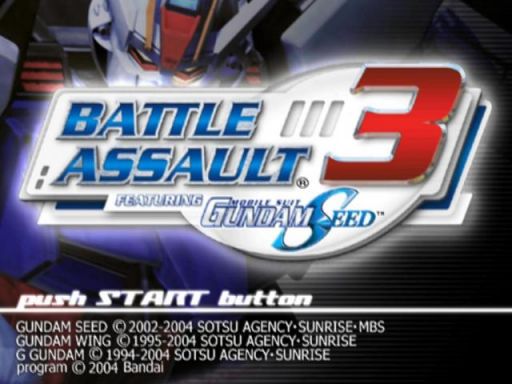 BATTLE
ASSAULT® 3
FEATURING MOBILE SUIT
GUNDAM SEED™
push START button
GUNDAM SEED © 2002-2004 SOTSU AGENCY·SUNRISE·MBS
GUNDAM WING © 1995-2004 SOTSU AGENCY·SUNRISE
G GUNDAM © 1994-2004 SOTSU AGENCY·SUNRISE
program © 2004 Bandai